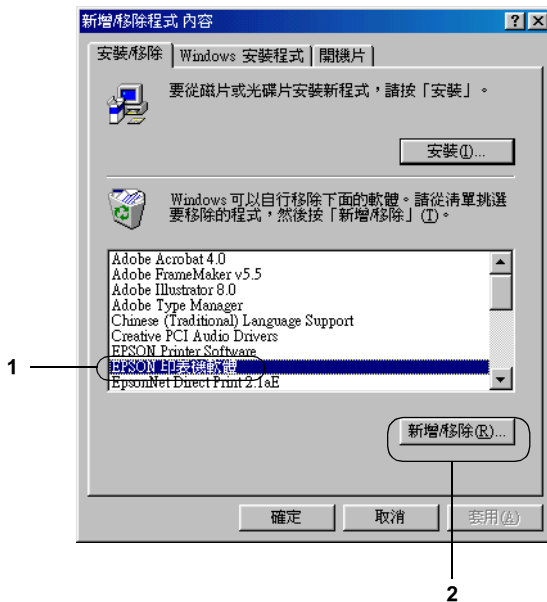 新增/移除程式 內容
安裝/移除
Windows 安裝程式
開機片
要從磁片或光碟片安裝新程式，請按「安裝」。
安裝(I)...
Windows 可以自行移除下面的軟體。請從清單挑選
要移除的程式，然後按「新增/移除」(T)。
Adobe Acrobat 4.0
Adobe FrameMaker v5.5
Adobe Illustrator 8.0
Adobe Type Manager
Chinese (Traditional) Language Support
Creative PCI Audio Drivers
EPSON Printer Software
EPSON 印表機軟體
EpsonNet Direct Print 2.1aE
1
新增/移除(R)...
確定
取消
套用(A)
2